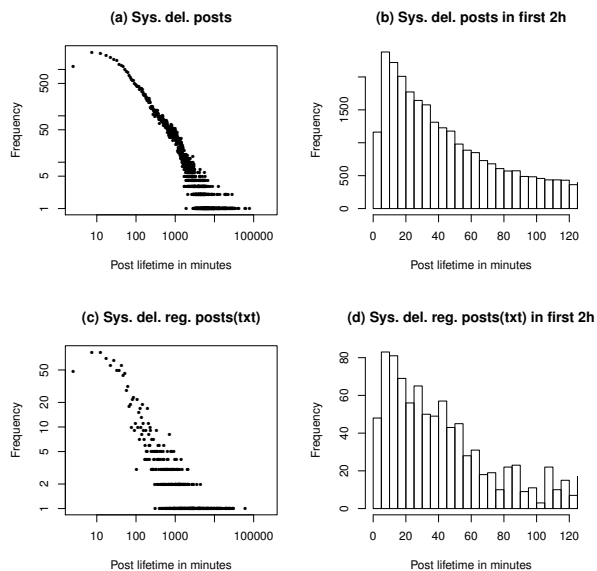 (a) Sys. del. posts
Frequency
500
50
5
1
10 100 1000 100000
Post lifetime in minutes
(b) Sys. del. posts in first 2h
Frequency
1500
500
0
0 20 40 60 80 100 120
Post lifetime in minutes
(c) Sys. del. reg. posts(txt)
Frequency
50
20
10
5
2
1
10 100 1000 100000
Post lifetime in minutes
(d) Sys. del. reg. posts(txt) in first 2h
Frequency
80
60
40
20
0
0 20 40 60 80 100 120
Post lifetime in minutes